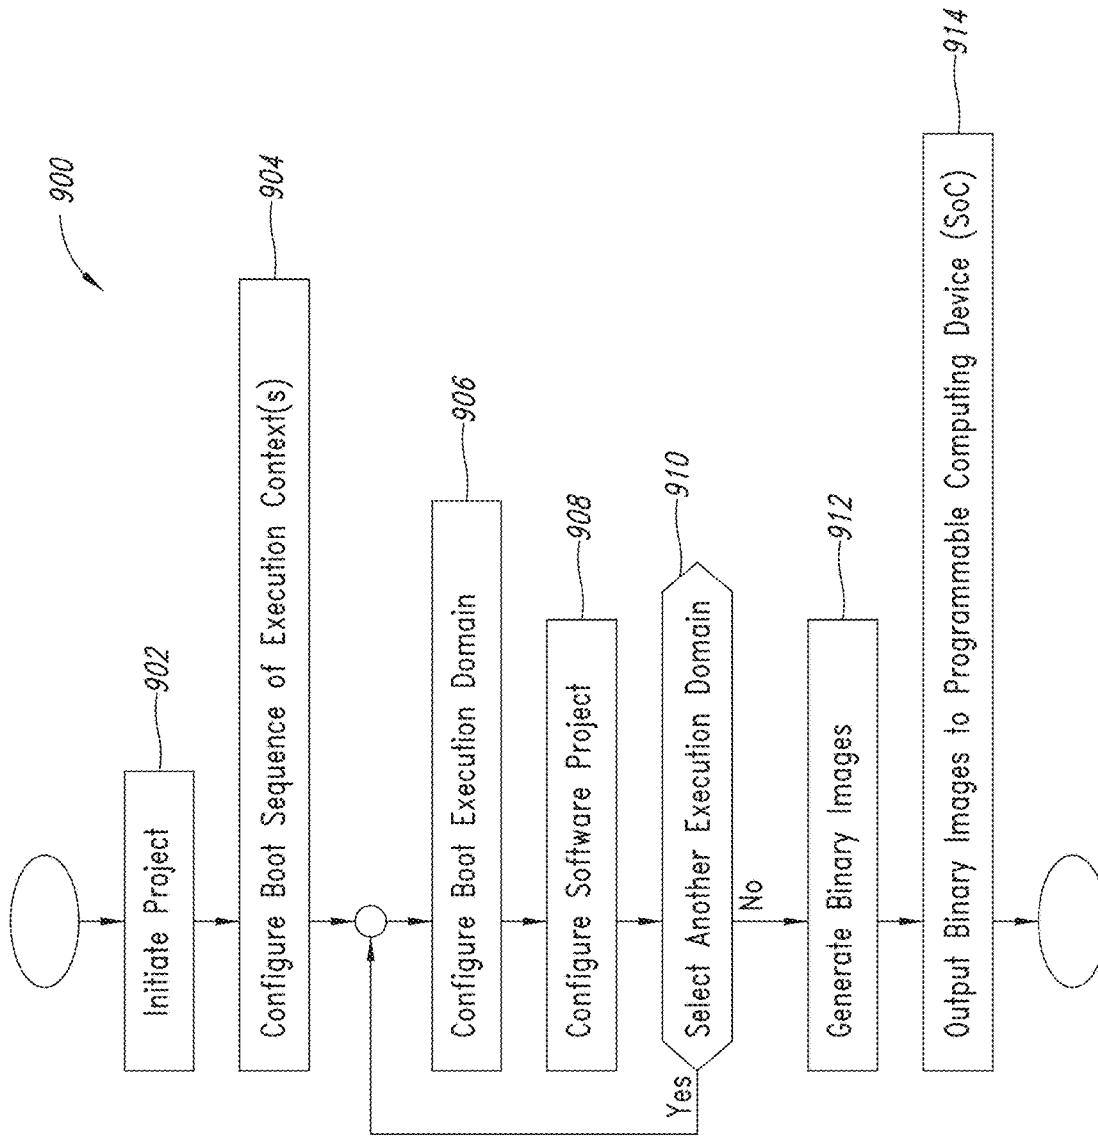 900
902
Initiate Project
904
Configure Boot Sequence of Execution Context(s)
906
Configure Boot Execution Domain
908
Configure Software Project
910
Select Another Execution Domain
Yes
No
912
Generate Binary Images
914
Output Binary Images to Programmable Computing Device (SoC)